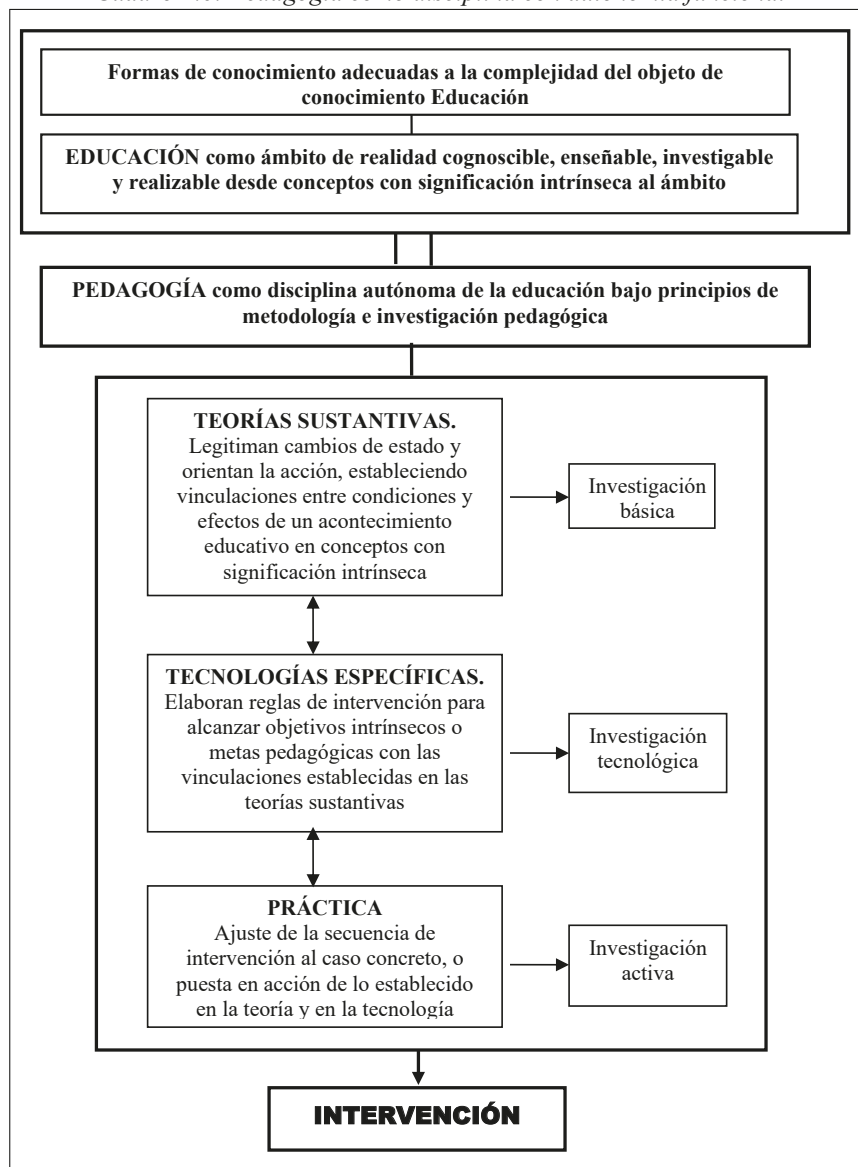 Formas de conocimiento adecuadas a la complejidad del objeto de
conocimiento Educación
EDUCACIÓN como ámbito de realidad cognoscible, enseñable, investigable
y realizable desde conceptos con significación intrínseca al ámbito
PEDAGOGÍA como disciplina autónoma de la educación bajo principios de
metodología e investigación pedagógica
TEORÍAS SUSTANTIVAS.
Legitiman cambios de estado y
orientan la acción, estableciendo
vinculaciones entre condiciones y
efectos de un acontecimiento
educativo en conceptos con
significación intrínseca
Investigación
básica
TECNOLOGÍAS ESPECÍFICAS.
Elaboran reglas de intervención para
alcanzar objetivos intrínsecos o
metas pedagógicas con las
vinculaciones establecidas en las
teorías sustantivas
Investigación
tecnológica
PRÁCTICA
Ajuste de la secuencia de
intervención al caso concreto, o
puesta en acción de lo establecido
en la teoría y en la tecnología
Investigación
activa
INTERVENCIÓN